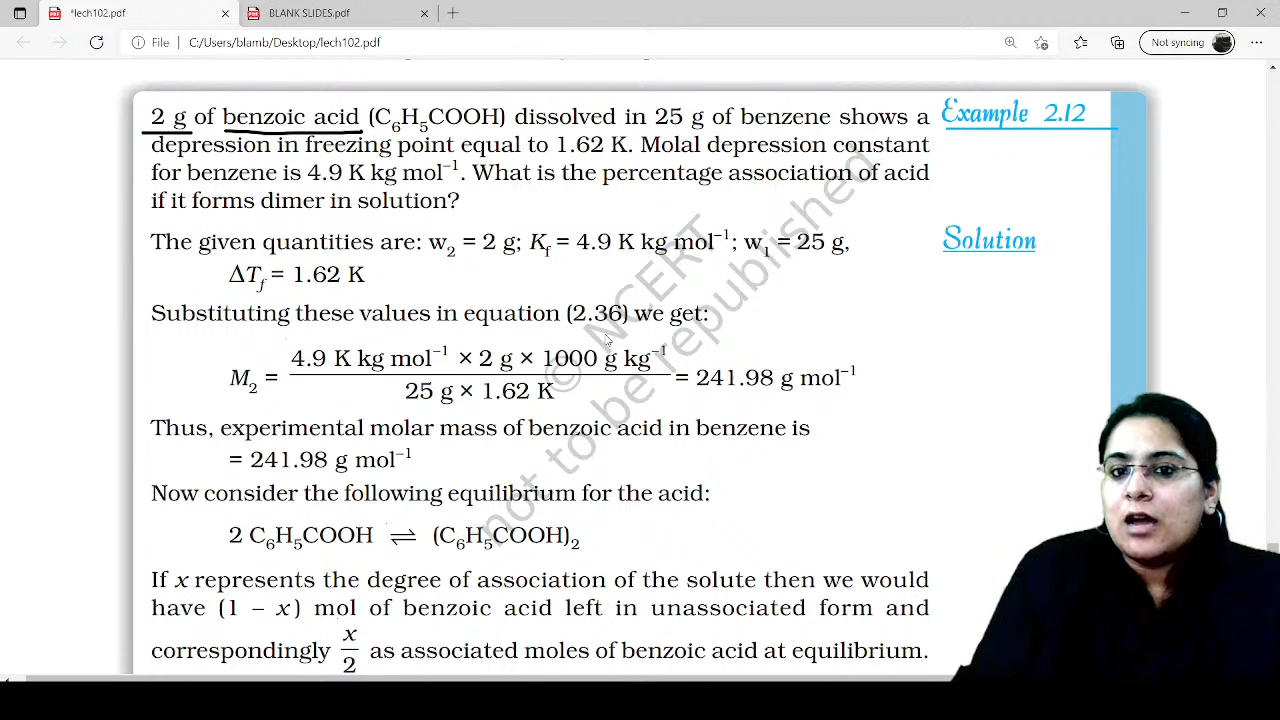 *lech102.pdf
BLANK SLIDES.pdf
File C:/Users/blamb/Desktop/lech102.pdf Not syncing
2 g of benzoic acid (C₆H₅COOH) dissolved in 25 g of benzene shows a
depression in freezing point equal to 1.62 K. Molal depression constant
for benzene is 4.9 K kg mol⁻¹. What is the percentage association of acid
if it forms dimer in solution?
Example 2.12
The given quantities are: w₂ = 2 g; K_f = 4.9 K kg mol⁻¹; w₁ = 25 g,
ΔT_f = 1.62 K
Solution
Substituting these values in equation (2.36) we get:
M₂ = (4.9 K kg mol⁻¹ × 2 g × 1000 g kg⁻¹) / (25 g × 1.62 K) = 241.98 g mol⁻¹
Thus, experimental molar mass of benzoic acid in benzene is
= 241.98 g mol⁻¹
Now consider the following equilibrium for the acid:
2 C₆H₅COOH ⇌ (C₆H₅COOH)₂
If x represents the degree of association of the solute then we would
have (1 – x) mol of benzoic acid left in unassociated form and
correspondingly x/2 as associated moles of benzoic acid at equilibrium.
© NCERT
not to be republished